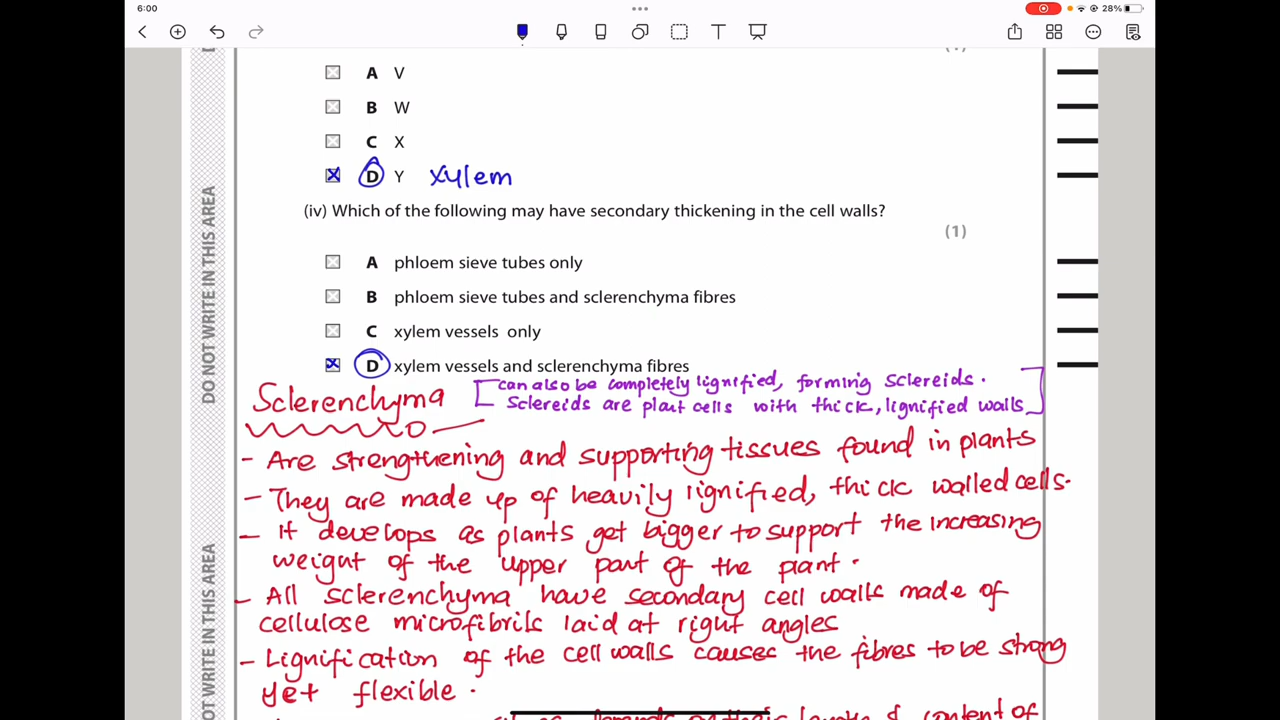 6:00
28%
A V
B W
C X
D Y xylem
(iv) Which of the following may have secondary thickening in the cell walls?
(1)
A phloem sieve tubes only
B phloem sieve tubes and sclerenchyma fibres
C xylem vessels only
D xylem vessels and sclerenchyma fibres
can also be completely lignified, forming sclereids.
Sclereids are plant cells with thick, lignified walls
Sclerenchyma
- Are strengthening and supporting tissues found in plants
- They are made up of heavily lignified, thick walled cells.
- It develops as plants get bigger to support the increasing
weight of the upper part of the plant.
- All sclerenchyma have secondary cell walls made of
cellulose microfibrils laid at right angles
- Lignification of the cell walls causes the fibres to be strong
yet flexible.
content of
DO NOT WRITE IN THIS AREA
OT WRITE IN THIS AREA